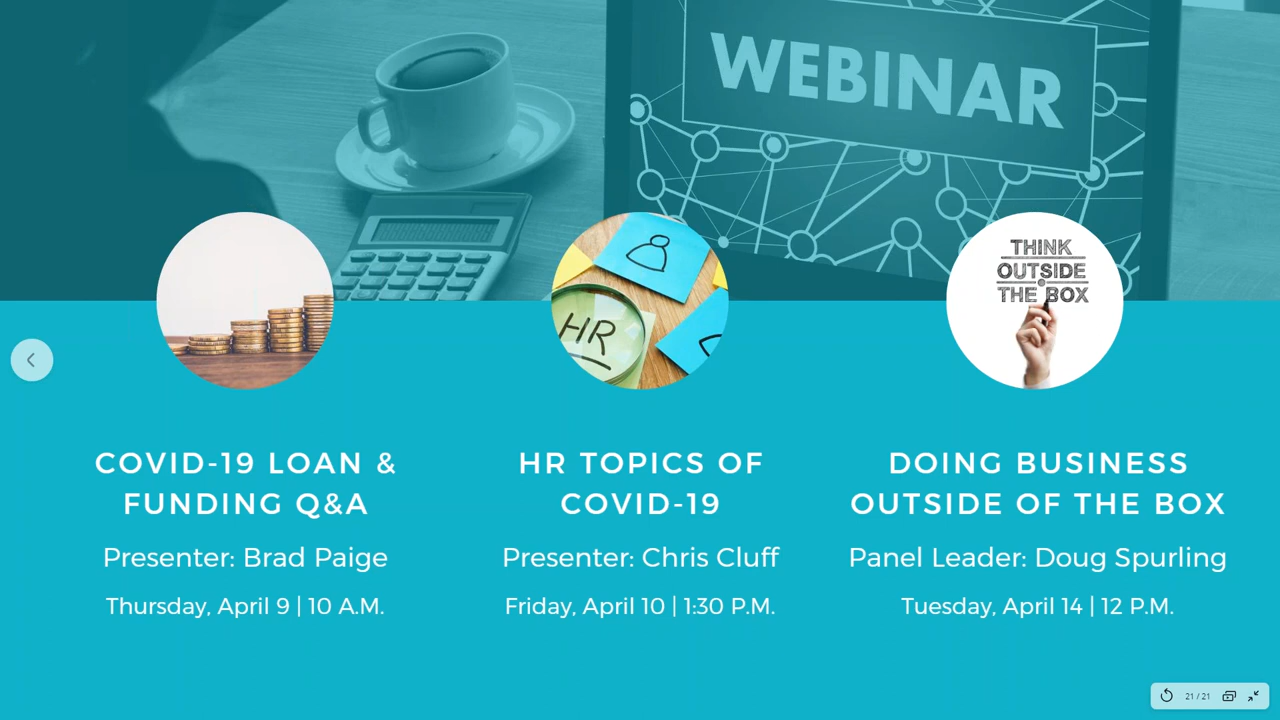 WEBINAR
THINK
OUTSIDE
THE BOX
HR
COVID-19 LOAN &
FUNDING Q&A
Presenter: Brad Paige
Thursday, April 9 | 10 A.M.
HR TOPICS OF
COVID-19
Presenter: Chris Cluff
Friday, April 10 | 1:30 P.M.
DOING BUSINESS
OUTSIDE OF THE BOX
Panel Leader: Doug Spurling
Tuesday, April 14 | 12 P.M.
21 / 21